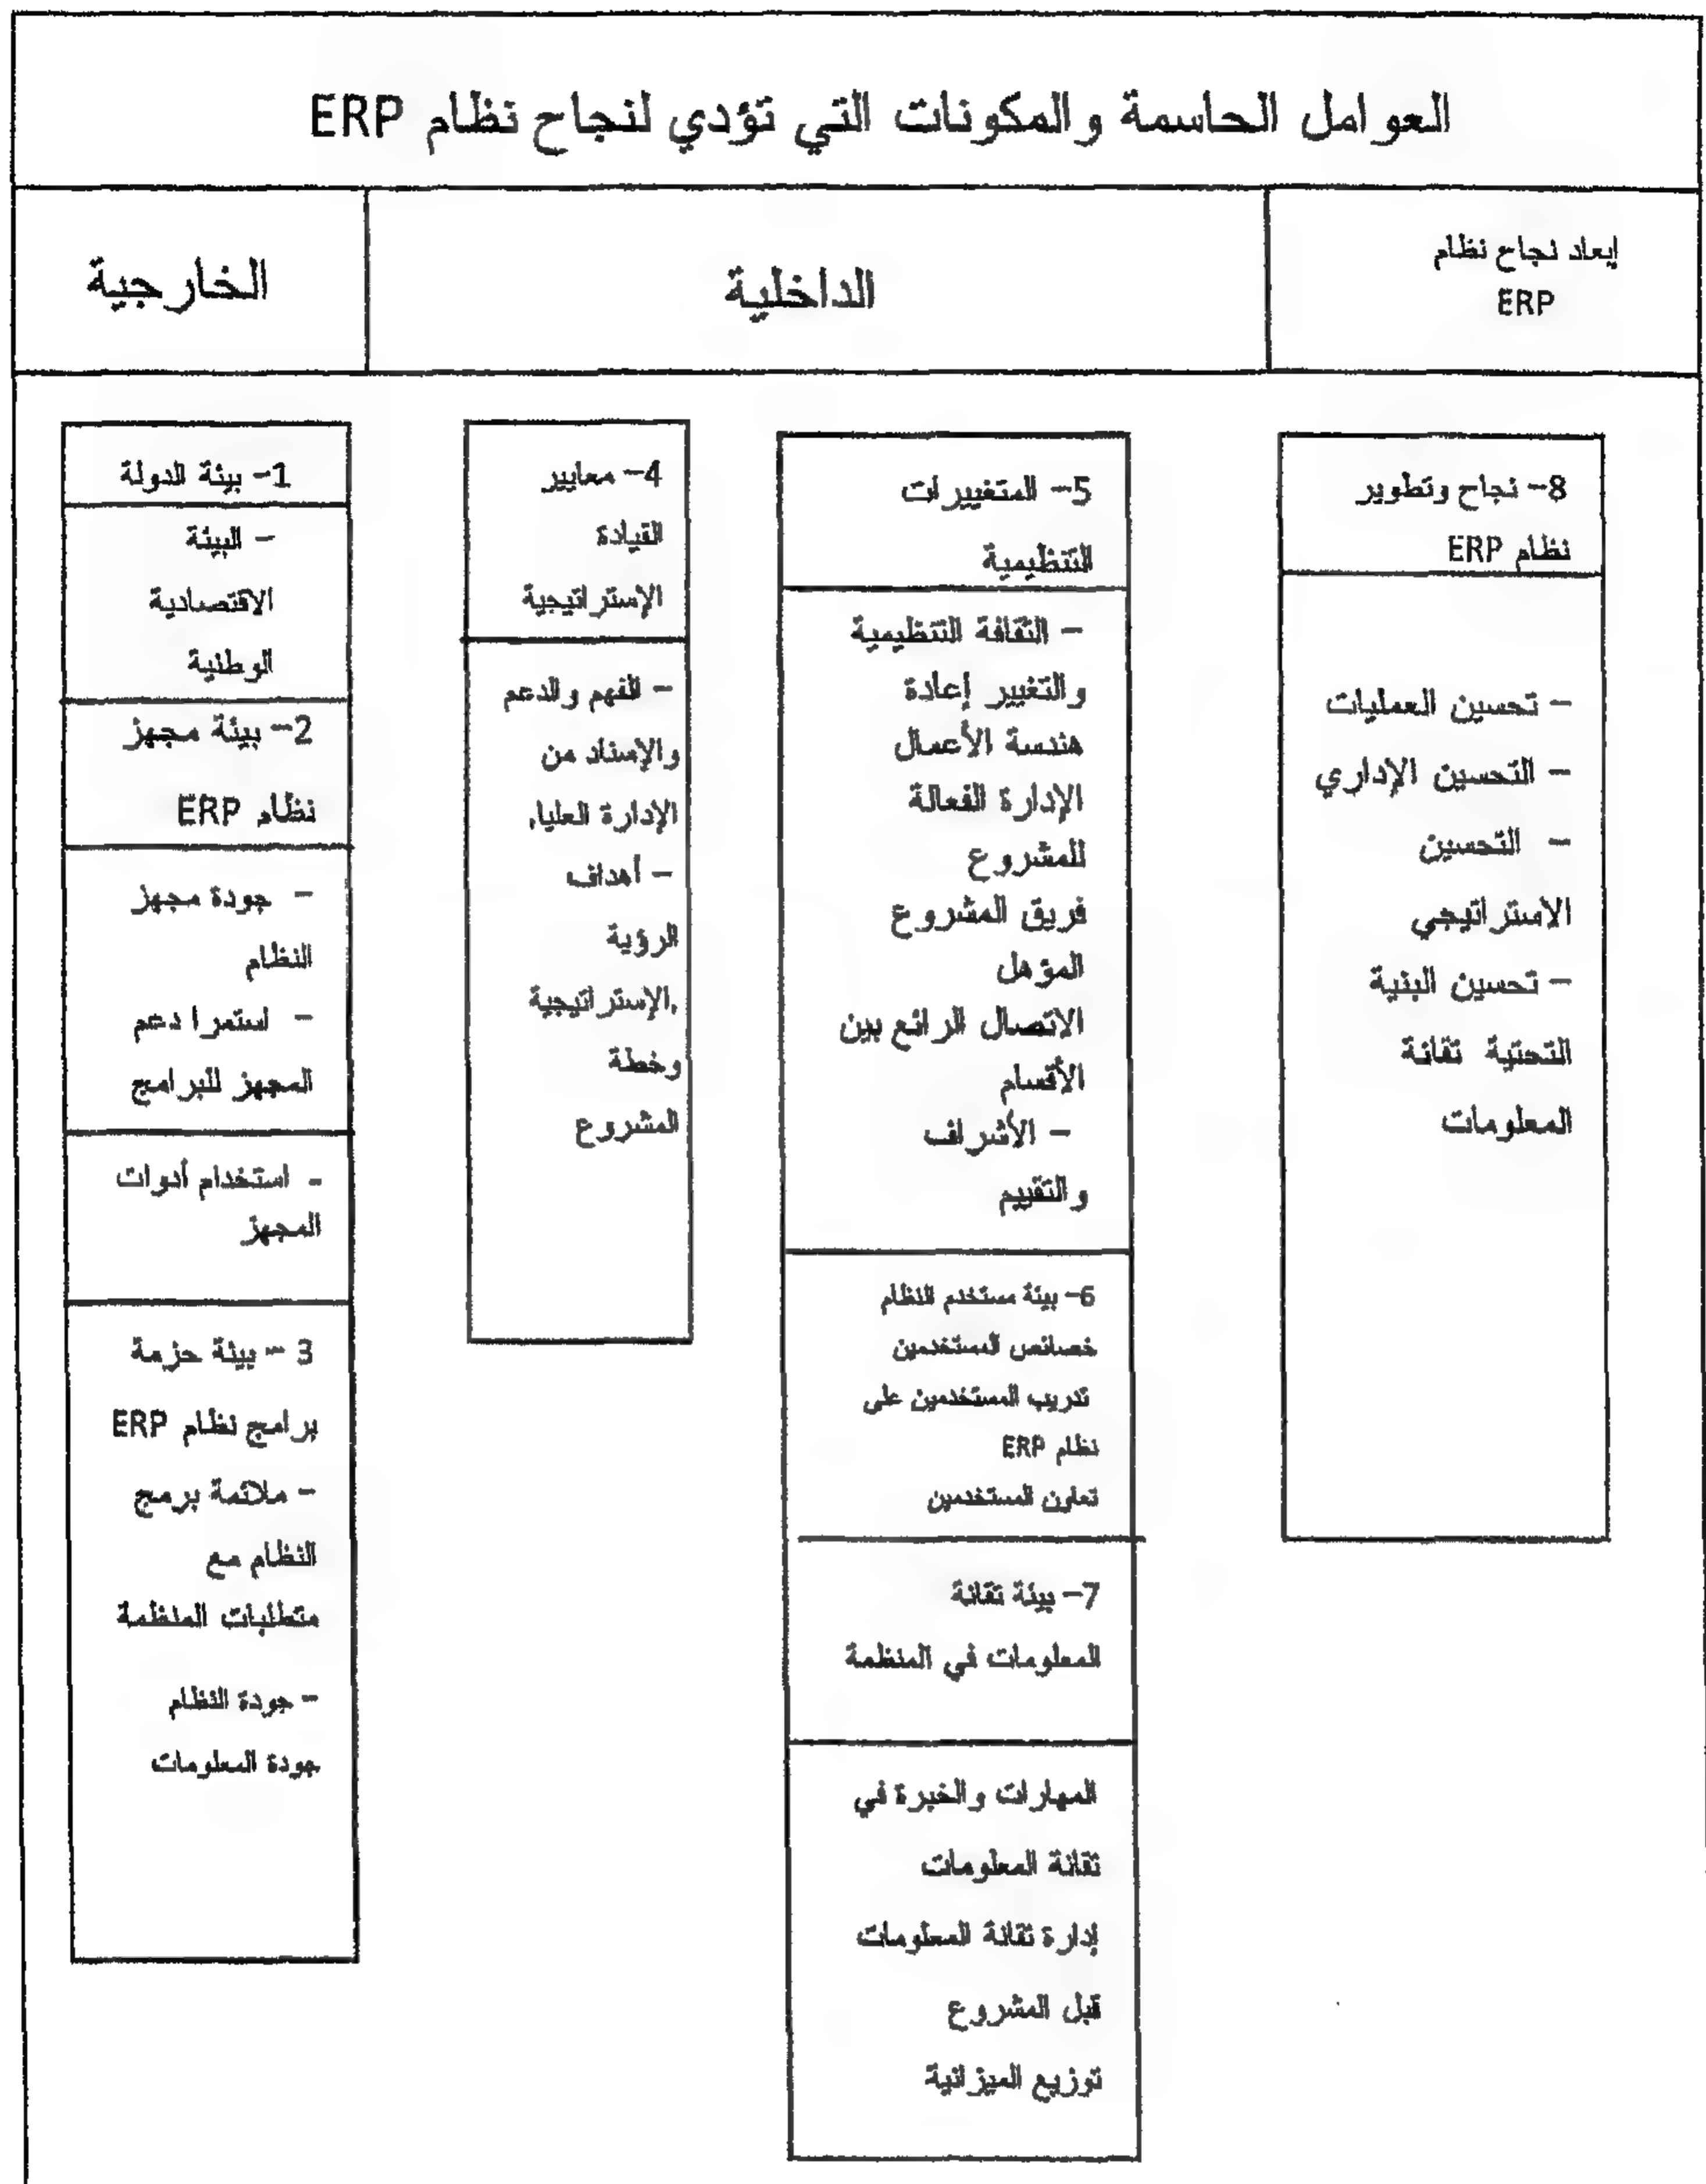 العوامل الحاسمة والمكونات التي تؤدي لنجاح نظام ERP
إبعاد نجاح نظام
ERP
الداخلية
الخارجية
8- نجاح وتطوير
نظام ERP
– تحسين العمليات
– التحسين الإداري
– التحسين
الاستراتيجي
– تحسين البنية
التحتية تقانة
المعلومات
5- المتغييرات
التنظيمية
– الثقافة التنظيمية
والتغيير إعادة
هندسة الأعمال
الإدارة الفعالة
للمشروع
فريق المشروع
المؤهل
الاتصال الرائع بين
الأقسام
– الأشراف
والتقييم
6- بيئة مستخدم النظام
خصائص المستخدمين
تدريب المستخدمين على
نظام ERP
تعاون المستخدمين
7- بيئة تقانة
المعلومات في المنظمة
المهارات والخبرة في
تقانة المعلومات
إدارة تقانة المعلومات
قبل المشروع
توزيع الميزانية
4- معايير
القيادة
الإستراتيجية
– الفهم والدعم
والإسناد من
الإدارة العليا.
– أهداف
الرؤية
الإستراتيجية.
وخطة
المشروع
1- بيئة الدولة
– البيئة
الاقتصادية
الوطنية
2- بيئة مجهز
نظام ERP
– جودة مجهز
النظام
– استمرا دعم
المجهز للبرامج
- استخدام أدوات
المجهز
3 – بيئة حزمة
برامج نظام ERP
– ملائمة برمج
النظام مع
متطلبات المنظمة
– جودة النظام
جودة المعلومات